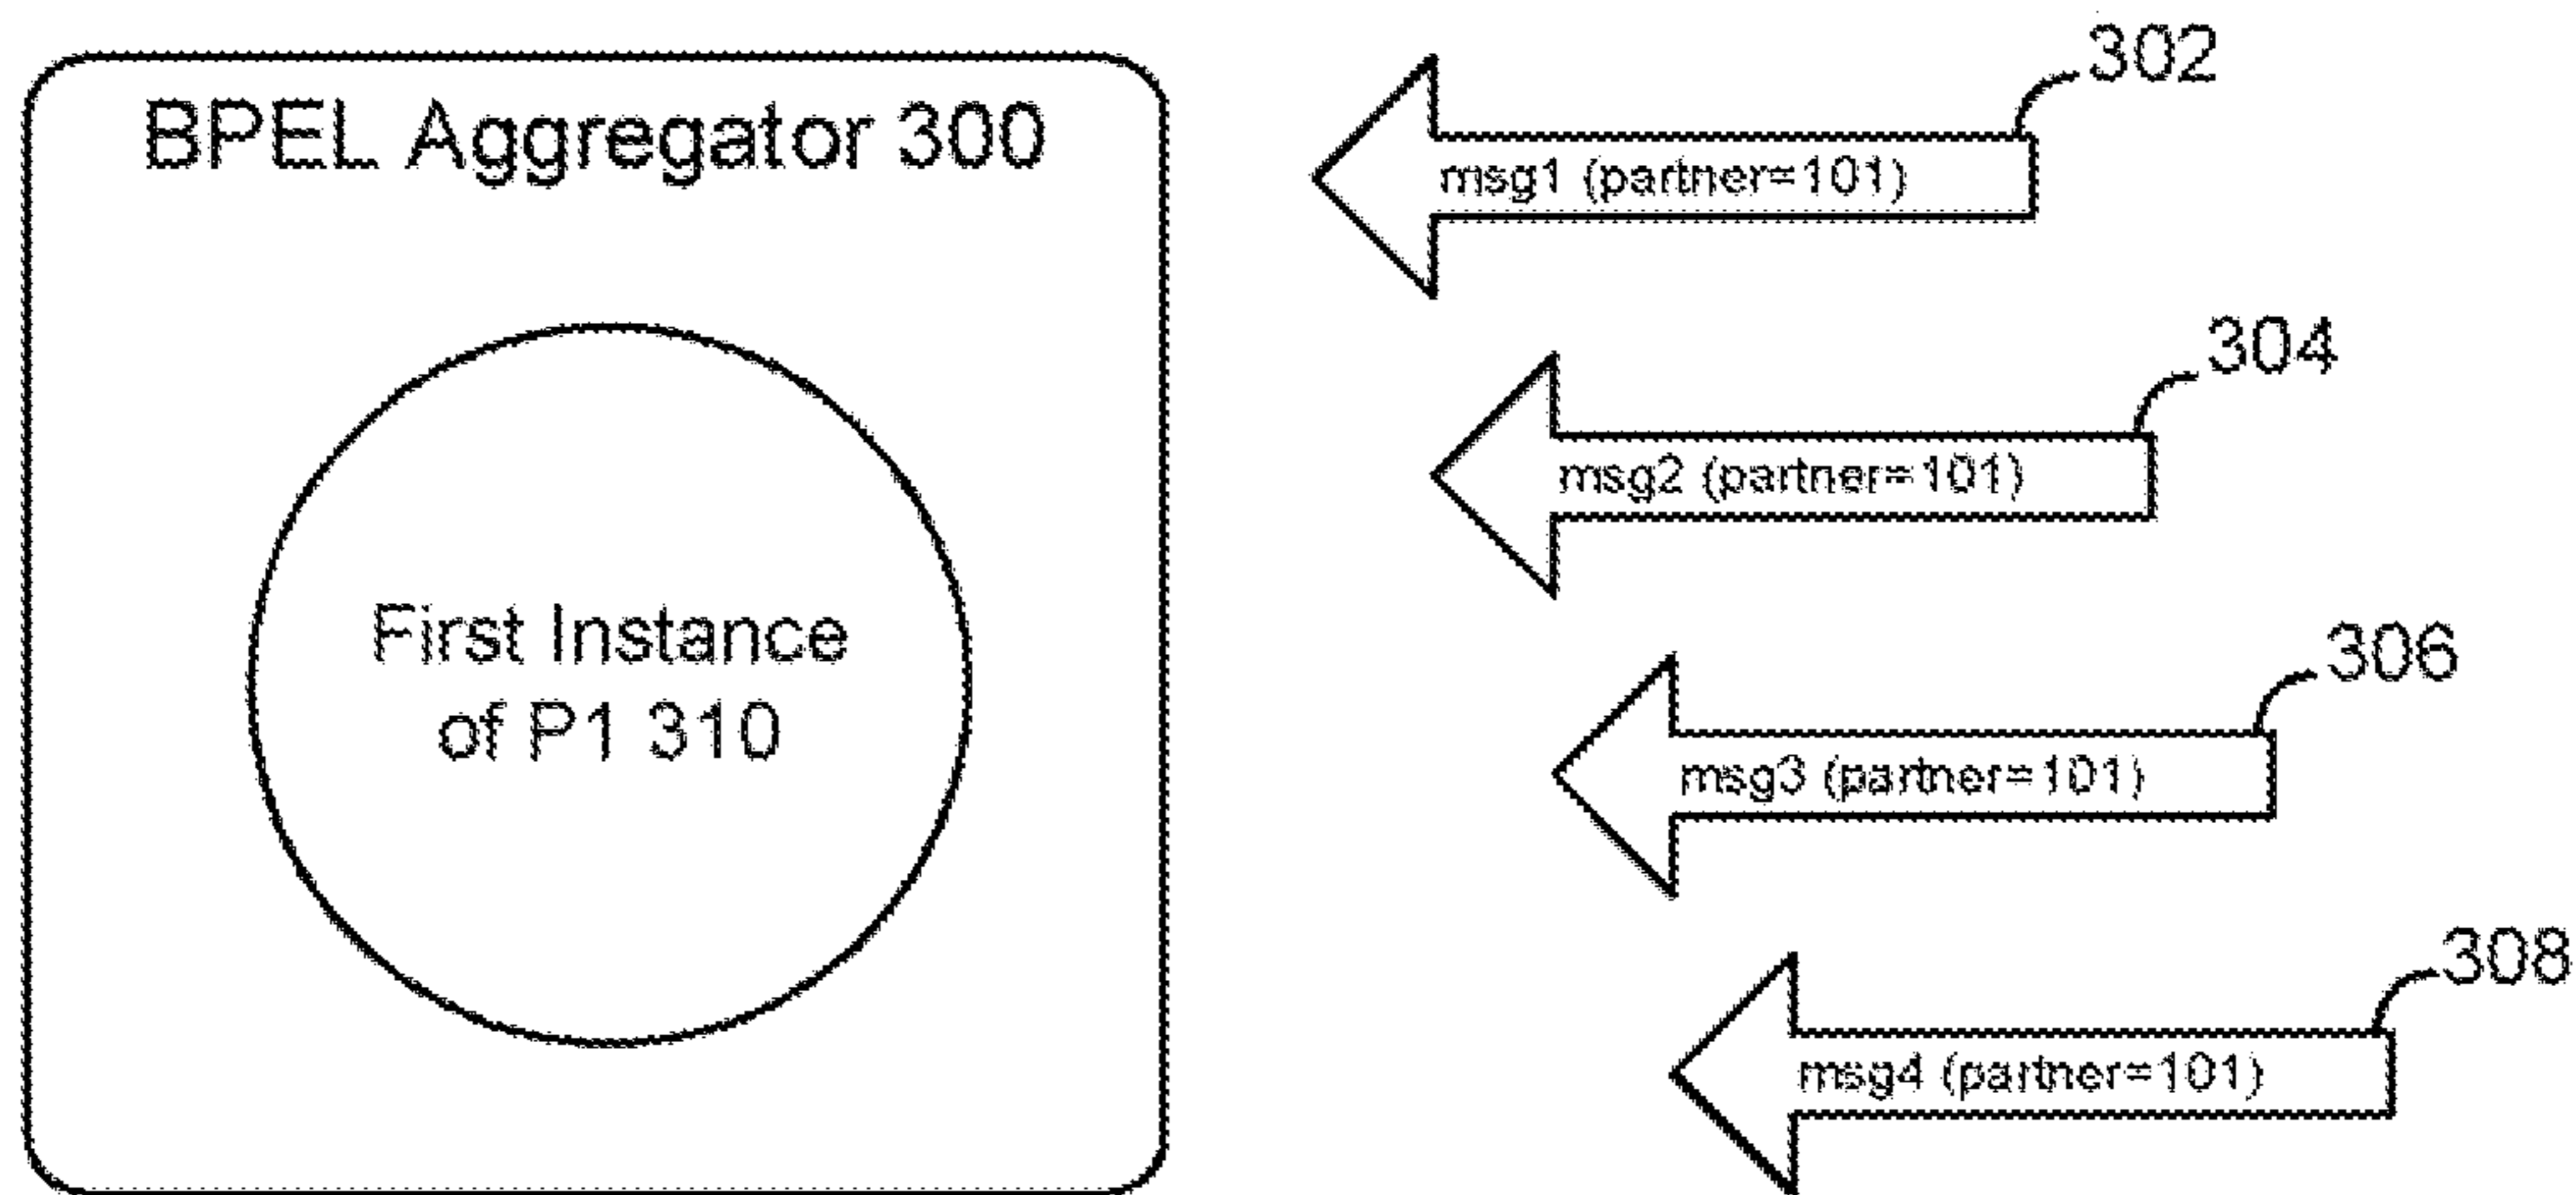 BPEL Aggregator 300
First Instance
of P1 310
302
msg1 (partner=101)
304
msg2 (partner=101)
306
msg3 (partner=101)
308
msg4 (partner=101)